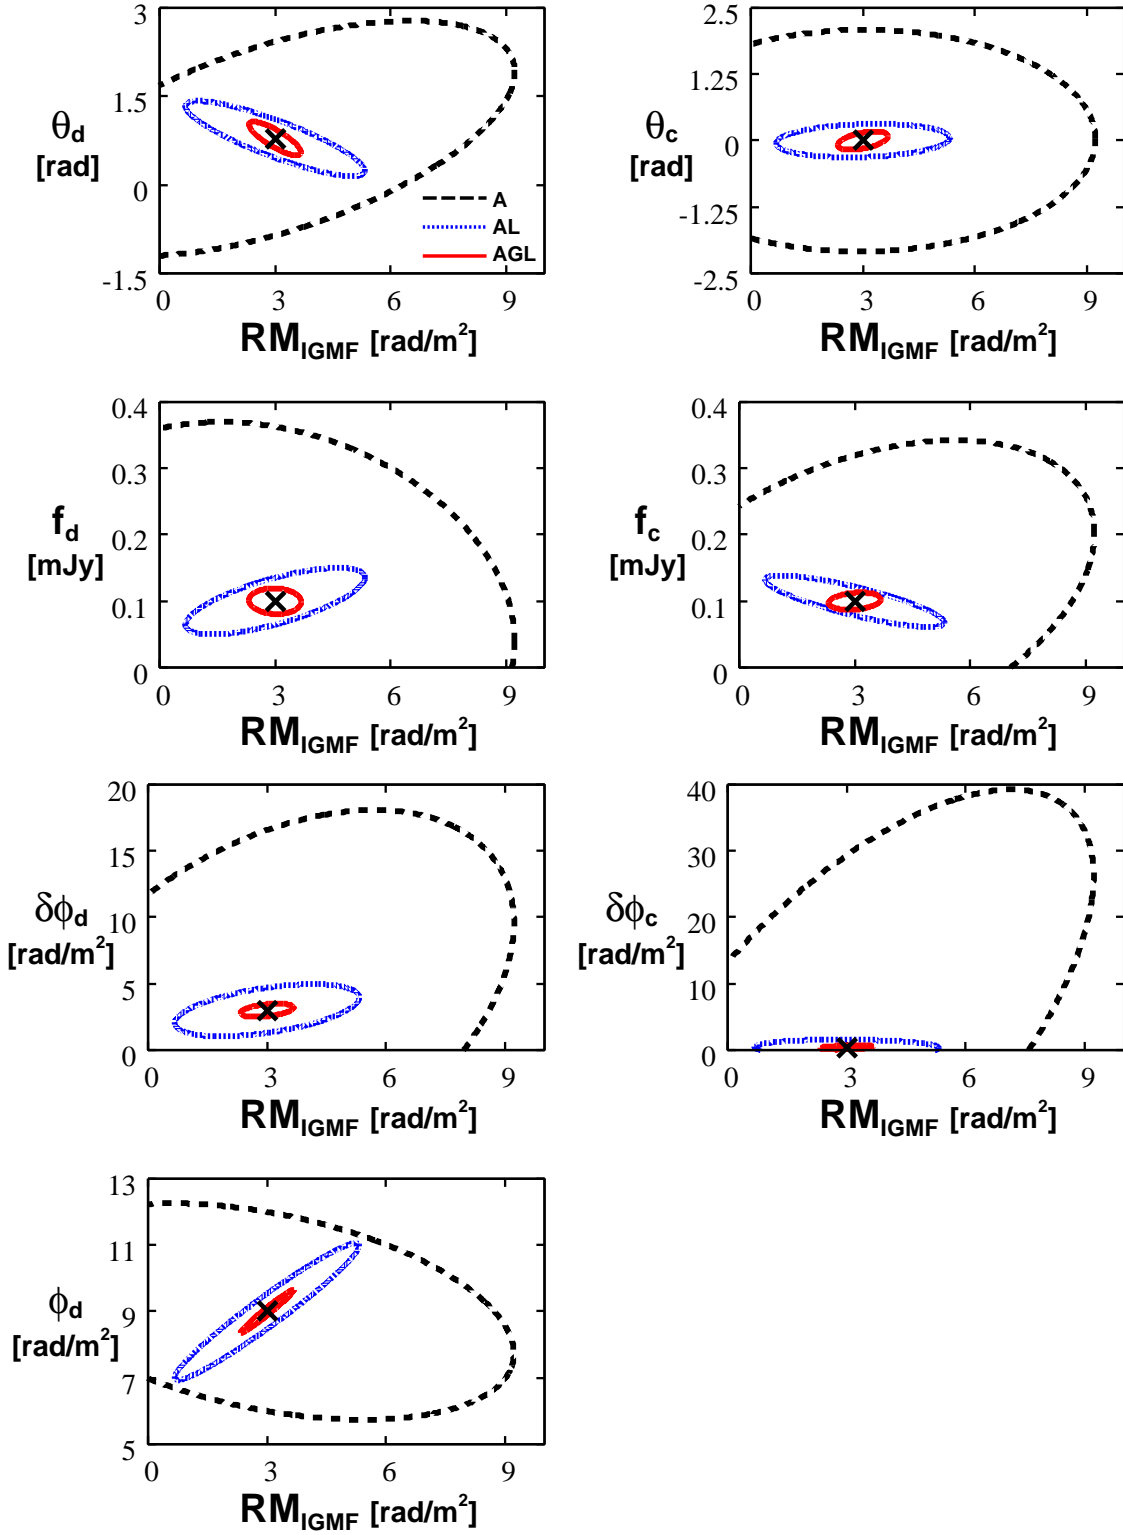 3
1.5
0
-1.5
θd
[rad]
A
AL
AGL
0 3 6 9
RMIGMF [rad/m²]
2.5
1.25
0
-1.25
-2.5
θc
[rad]
0 3 6 9
RMIGMF [rad/m²]
0.4
0.3
0.2
0.1
0
fd
[mJy]
0 3 6 9
RMIGMF [rad/m²]
0.4
0.3
0.2
0.1
0
fc
[mJy]
0 3 6 9
RMIGMF [rad/m²]
20
15
10
5
0
δϕd
[rad/m²]
0 3 6 9
RMIGMF [rad/m²]
40
30
20
10
0
δϕc
[rad/m²]
0 3 6 9
RMIGMF [rad/m²]
13
11
9
7
5
ϕd
[rad/m²]
0 3 6 9
RMIGMF [rad/m²]